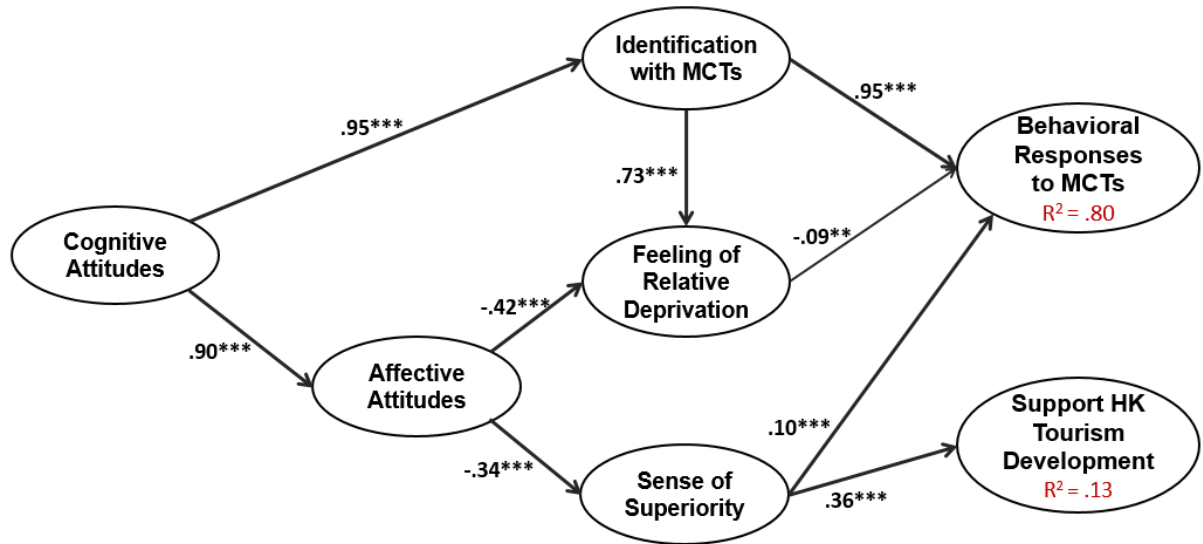 Identification
with MCTs
.95***
.95***
Behavioral
Responses
to MCTs
R² = .80
.73***
Cognitive
Attitudes
Feeling of
Relative
Deprivation
-.09**
-.42***
.90***
Affective
Attitudes
Support HK
Tourism
Development
R² = .13
.10***
-.34***
Sense of
Superiority
.36***